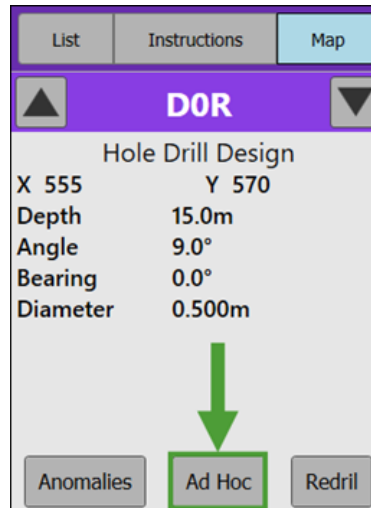 List Instructions Map
D0R
Hole Drill Design
X 555 Y 570
Depth 15.0m
Angle 9.0°
Bearing 0.0°
Diameter 0.500m
Anomalies Ad Hoc Redril